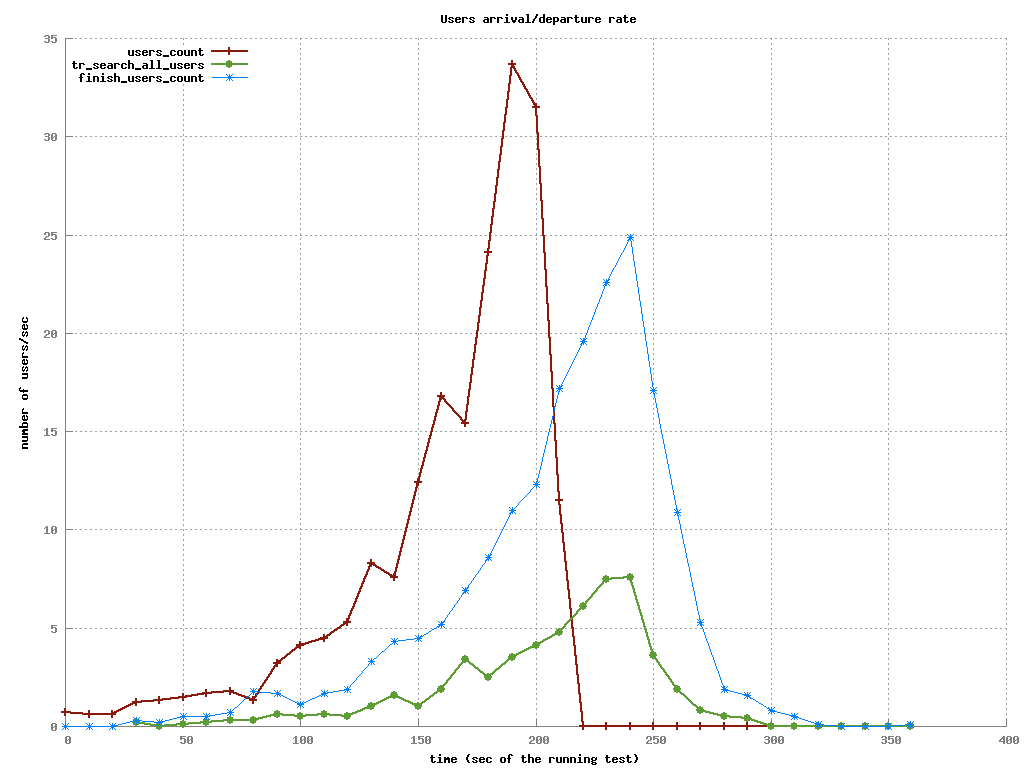 Users arrival/departure rate
users_count
tr_search_all_users
finish_users_count
35
30
25
20
15
10
5
0
number of users/sec
0 50 100 150 200 250 300 350 400
time (sec of the running test)